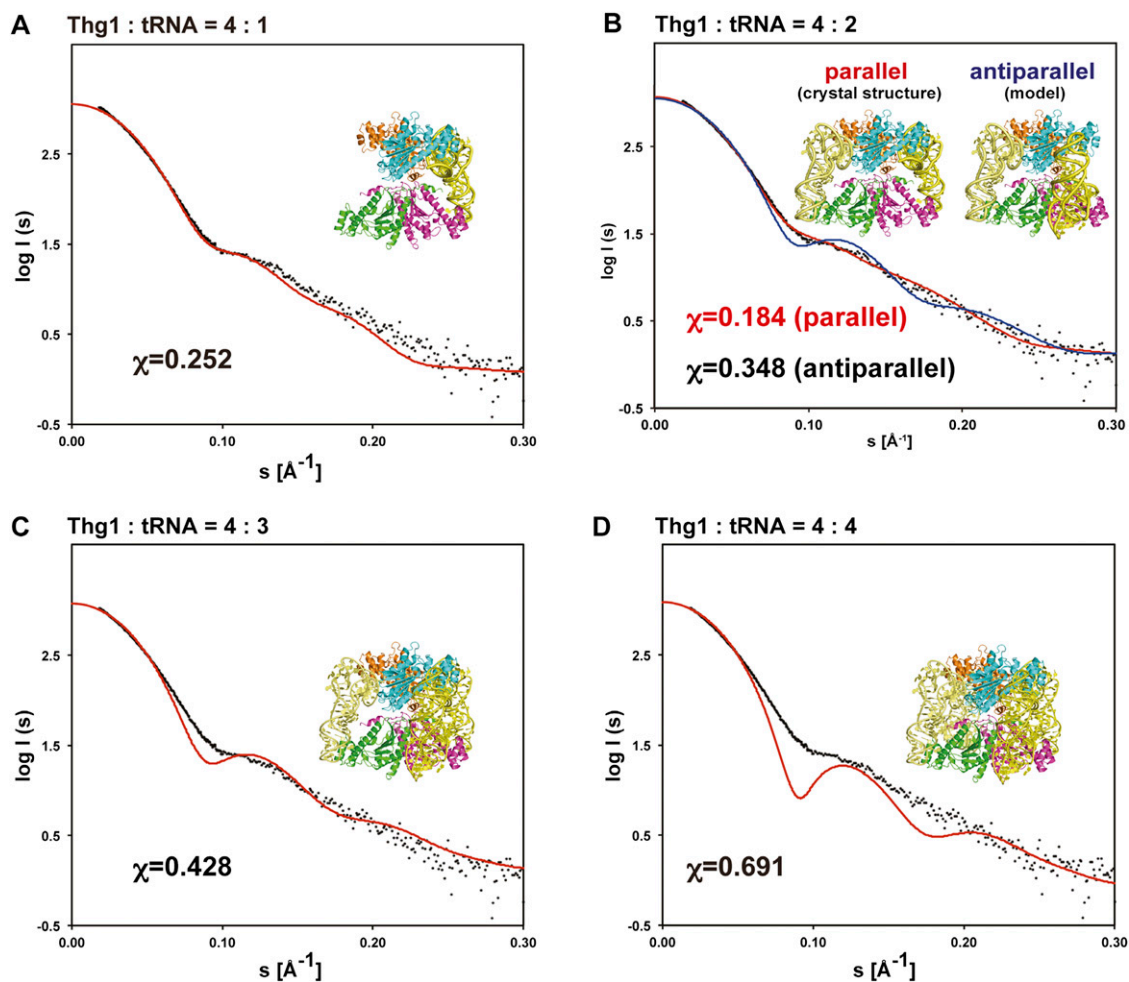 A
Thg1 : tRNA = 4 : 1
log I (s)
2.5
1.5
0.5
-0.5
χ=0.252
0.00
0.10
0.20
0.30
s [Å-1]
B
Thg1 : tRNA = 4 : 2
parallel
(crystal structure)
antiparallel
(model)
log I (s)
2.5
1.5
0.5
-0.5
χ=0.184 (parallel)
χ=0.348 (antiparallel)
0.00
0.10
0.20
0.30
s [Å-1]
C
Thg1 : tRNA = 4 : 3
log I (s)
2.5
1.5
0.5
-0.5
χ=0.428
0.00
0.10
0.20
0.30
s [Å-1]
D
Thg1 : tRNA = 4 : 4
log I (s)
2.5
1.5
0.5
-0.5
χ=0.691
0.00
0.10
0.20
0.30
s [Å-1]